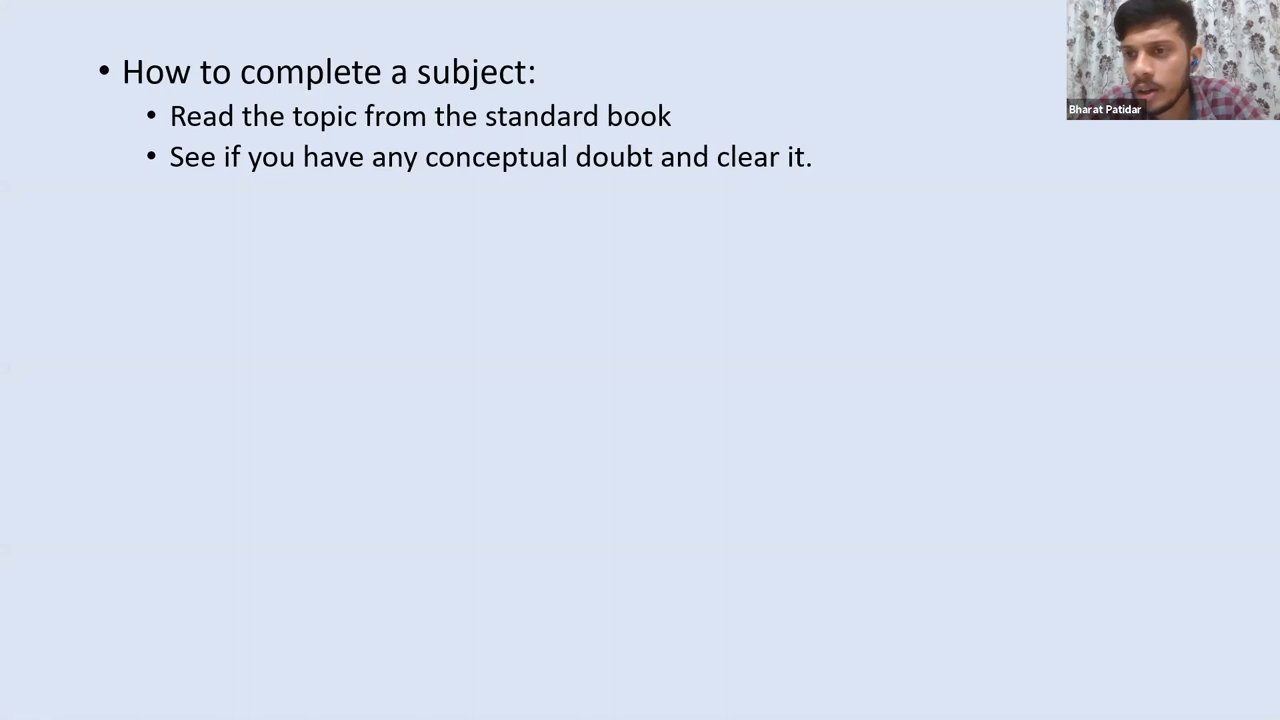 • How to complete a subject:
• Read the topic from the standard book
• See if you have any conceptual doubt and clear it.
Bharat Patidar